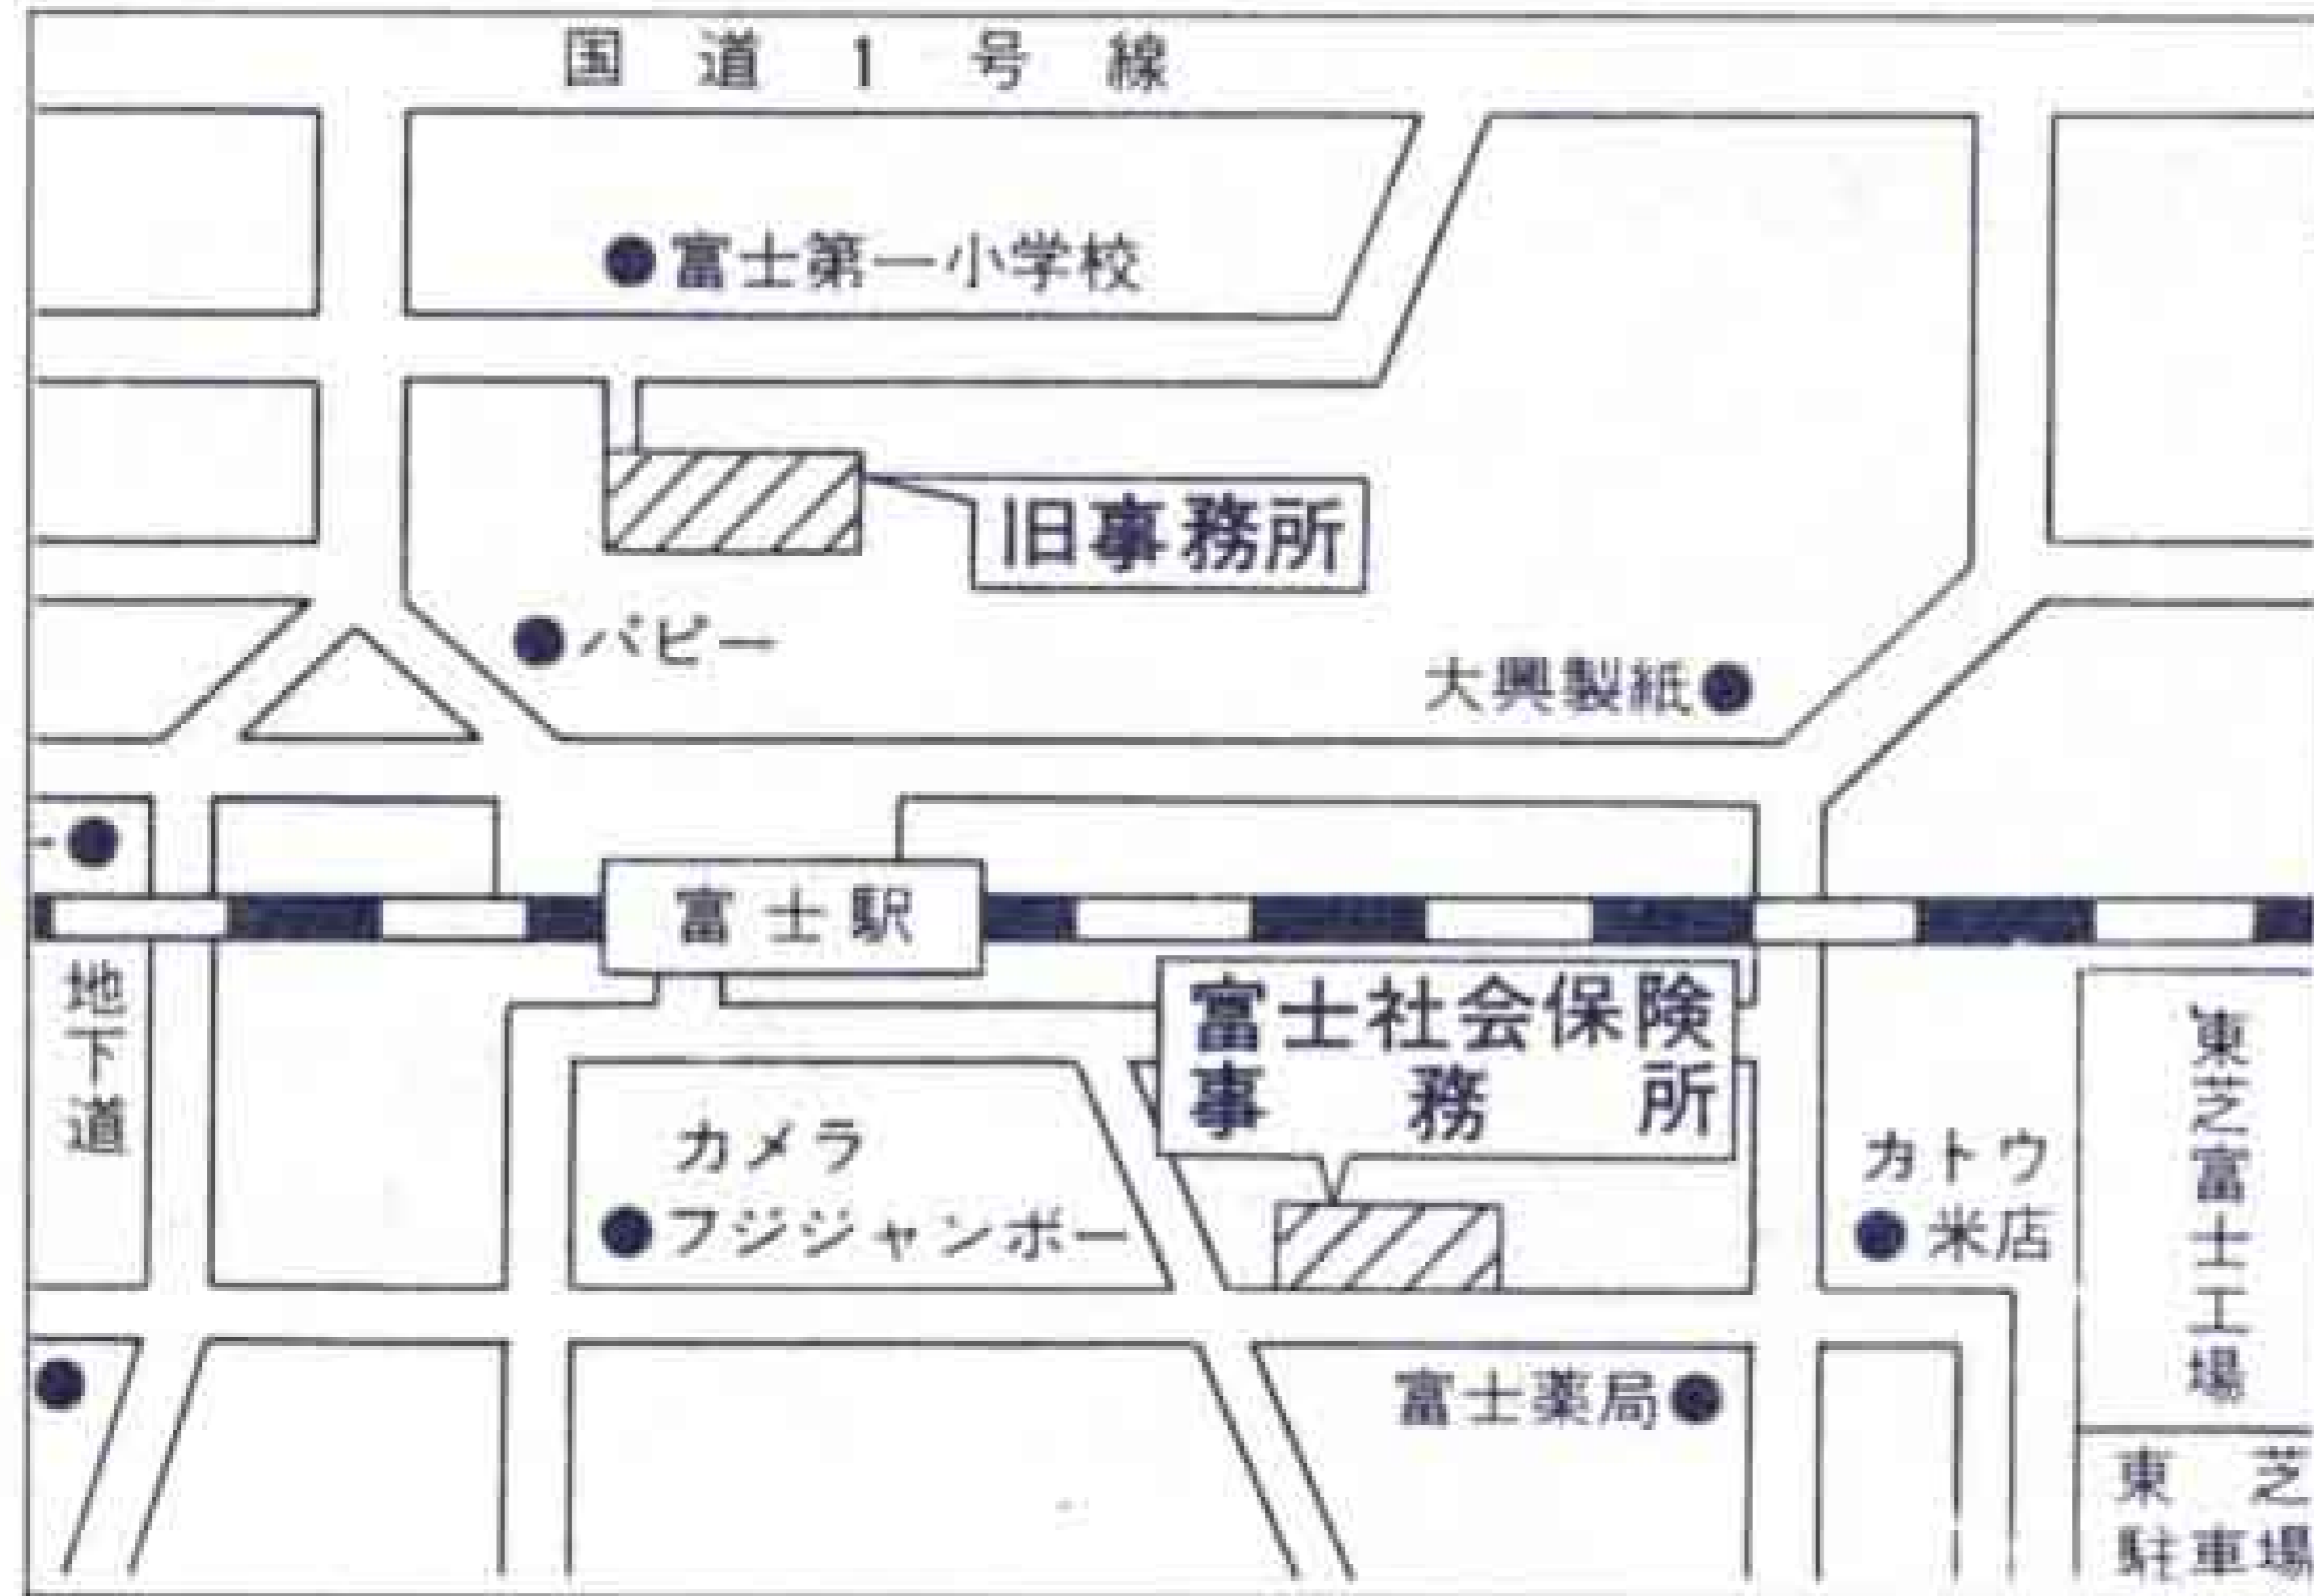 国道1号線
富士第一小学校
旧事務所
パピー
大興製紙
富士駅
地下道
富士社会保険
事務所
カメラ
フジジャンボー
カトウ
米店
東芝富士工場
富士薬局
東芝
駐車場